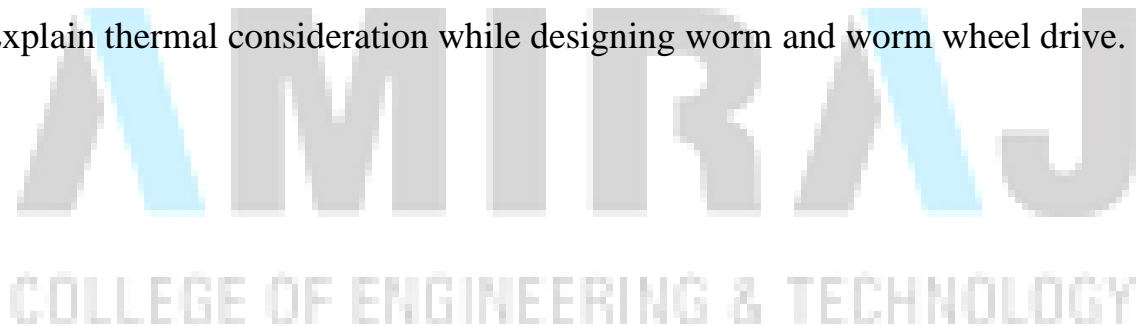 xplain thermal consideration while designing worm and worm wheel drive.
AMIRAJ
COLLEGE OF ENGINEERING & TECHNOLOGY